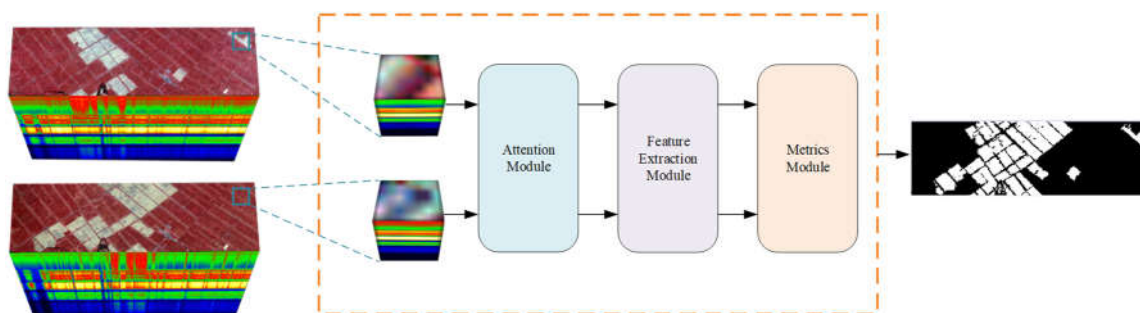 Attention
Module
Feature
Extraction
Module
Metrics
Module